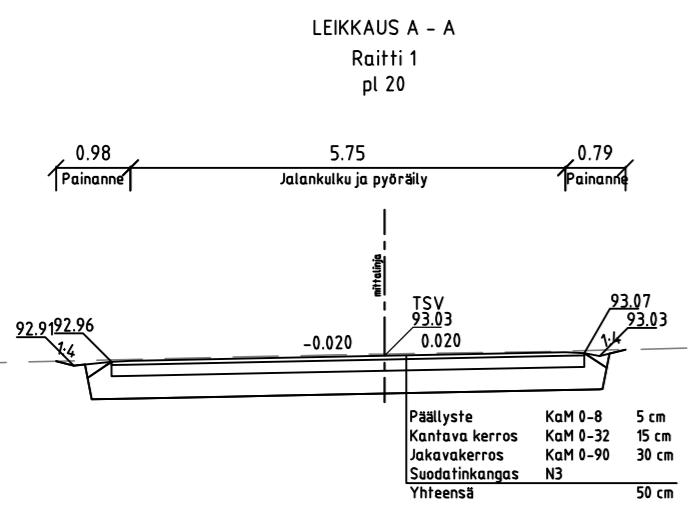 LEIKKAUS A - A
Raitti 1
pl 20
0.98 5.75 0.79
Painanne Jalankulku ja pyöräily Painanne
mittalinja
TSV
93.03
93.07
93.03
92.91 92.96
1:4 -0.020 0.020 1:4
Päällyste KaM 0-8 5 cm
Kantava kerros KaM 0-32 15 cm
Jakavakerros KaM 0-90 30 cm
Suodatinkangas N3
Yhteensä 50 cm